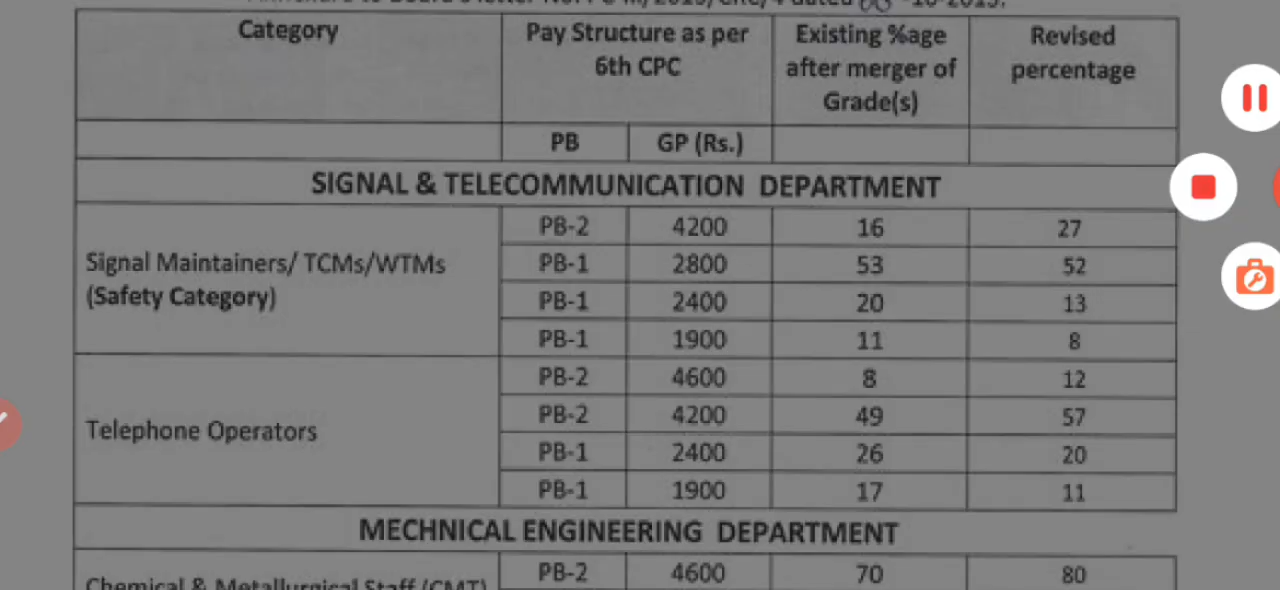 Category Pay Structure as per 6th CPC Existing %age after merger of Grade(s) Revised percentage
PB GP (Rs.)
SIGNAL & TELECOMMUNICATION DEPARTMENT
Signal Maintainers/ TCMs/WTMs (Safety Category)
PB-2 4200 16 27
PB-1 2800 53 52
PB-1 2400 20 13
PB-1 1900 11 8
Telephone Operators
PB-2 4600 8 12
PB-2 4200 49 57
PB-1 2400 26 20
PB-1 1900 17 11
MECHNICAL ENGINEERING DEPARTMENT
Chemical & Metallurgical Staff (CMT) PB-2 4600 70 80